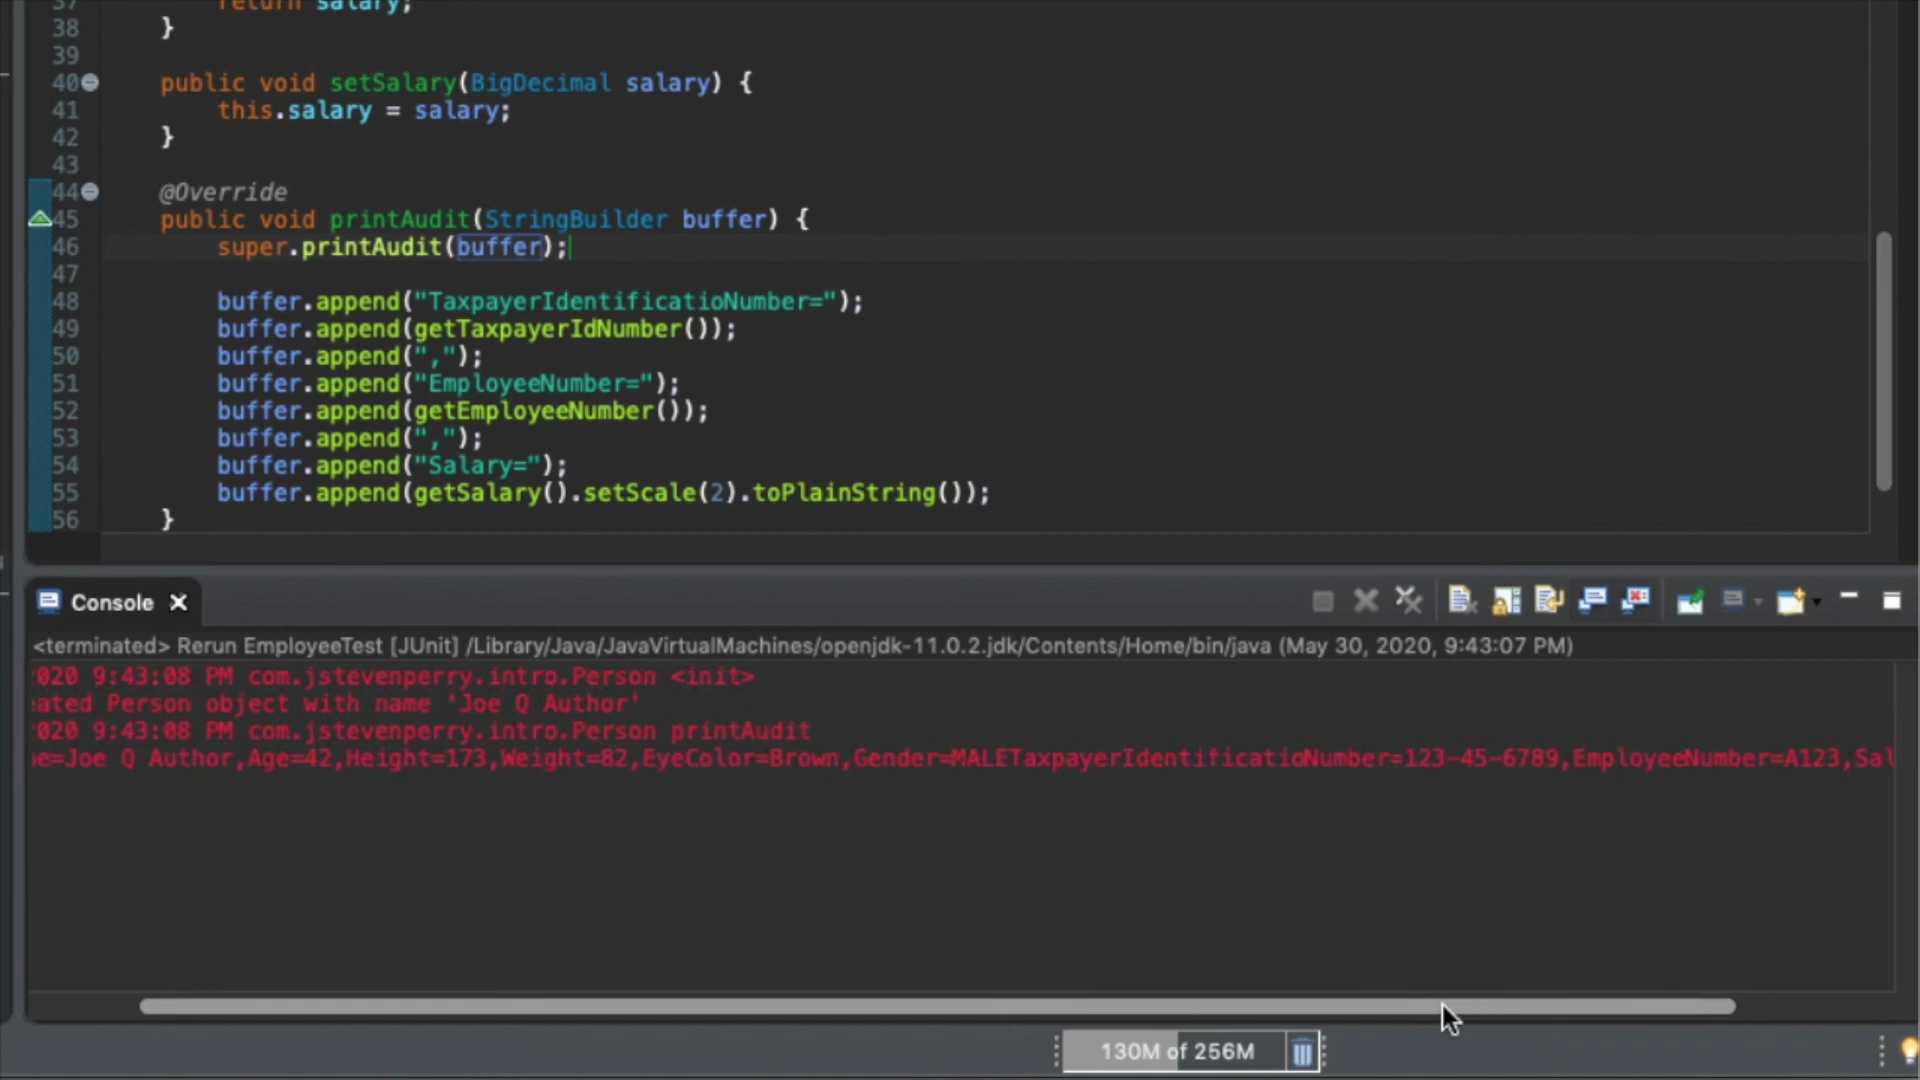 37 return salary;
38 }
39
40 public void setSalary(BigDecimal salary) {
41 this.salary = salary;
42 }
43
44 @Override
45 public void printAudit(StringBuilder buffer) {
46 super.printAudit(buffer);
47
48 buffer.append("TaxpayerIdentificatioNumber=");
49 buffer.append(getTaxpayerIdNumber());
50 buffer.append(",");
51 buffer.append("EmployeeNumber=");
52 buffer.append(getEmployeeNumber());
53 buffer.append(",");
54 buffer.append("Salary=");
55 buffer.append(getSalary().setScale(2).toPlainString());
56 }
Console
<terminated> Rerun EmployeeTest [JUnit] /Library/Java/JavaVirtualMachines/openjdk-11.0.2.jdk/Contents/Home/bin/java (May 30, 2020, 9:43:07 PM)
020 9:43:08 PM com.jstevenperry.intro.Person <init>
ated Person object with name 'Joe Q Author'
020 9:43:08 PM com.jstevenperry.intro.Person printAudit
e=Joe Q Author,Age=42,Height=173,Weight=82,EyeColor=Brown,Gender=MALETaxpayerIdentificatioNumber=123-45-6789,EmployeeNumber=A123,Sal
130M of 256M